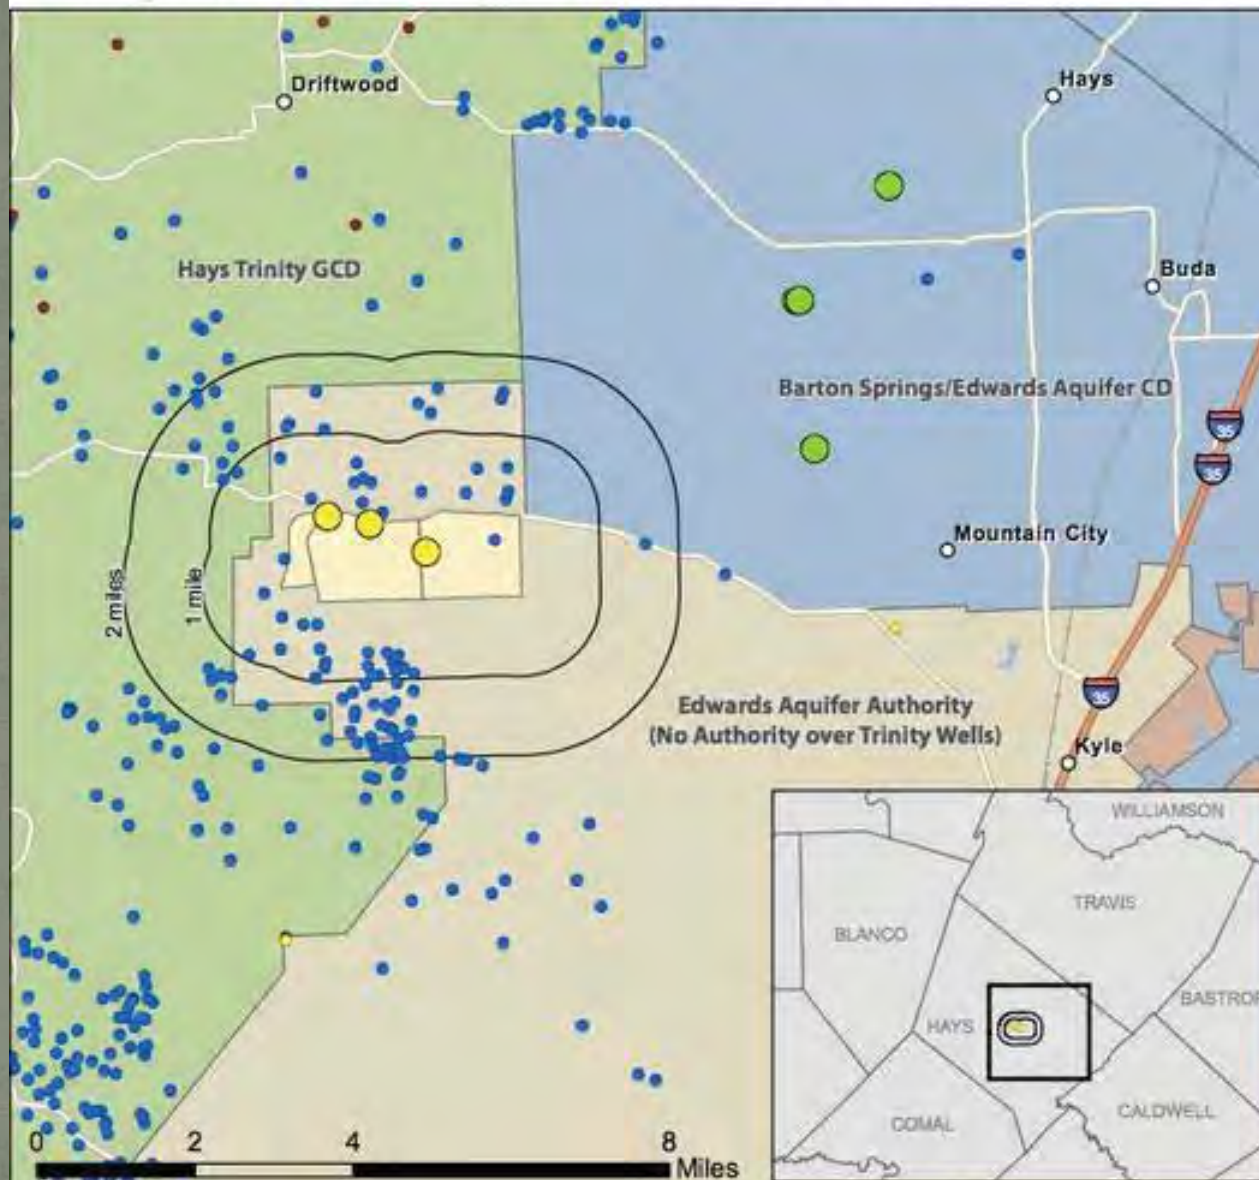 Driftwood
Hays
Hays Trinity GCD
Buda
Barton Springs/Edwards Aquifer CD
35
35
Mountain City
2 miles
1 mile
35
Edwards Aquifer Authority
(No Authority over Trinity Wells)
Kyle
WILLIAMSON
TRAVIS
BLANCO
BASTROP
HAYS
CALDWELL
COMAL
0 2 4 8 Miles